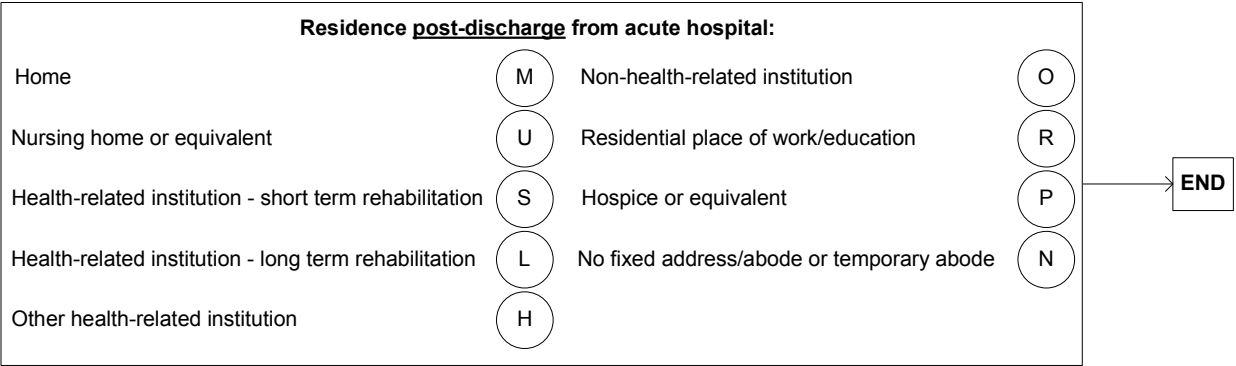 Residence post-discharge from acute hospital:
Home M Non-health-related institution O
Nursing home or equivalent U Residential place of work/education R
Health-related institution - short term rehabilitation S Hospice or equivalent P
END
Health-related institution - long term rehabilitation L No fixed address/abode or temporary abode N
Other health-related institution H